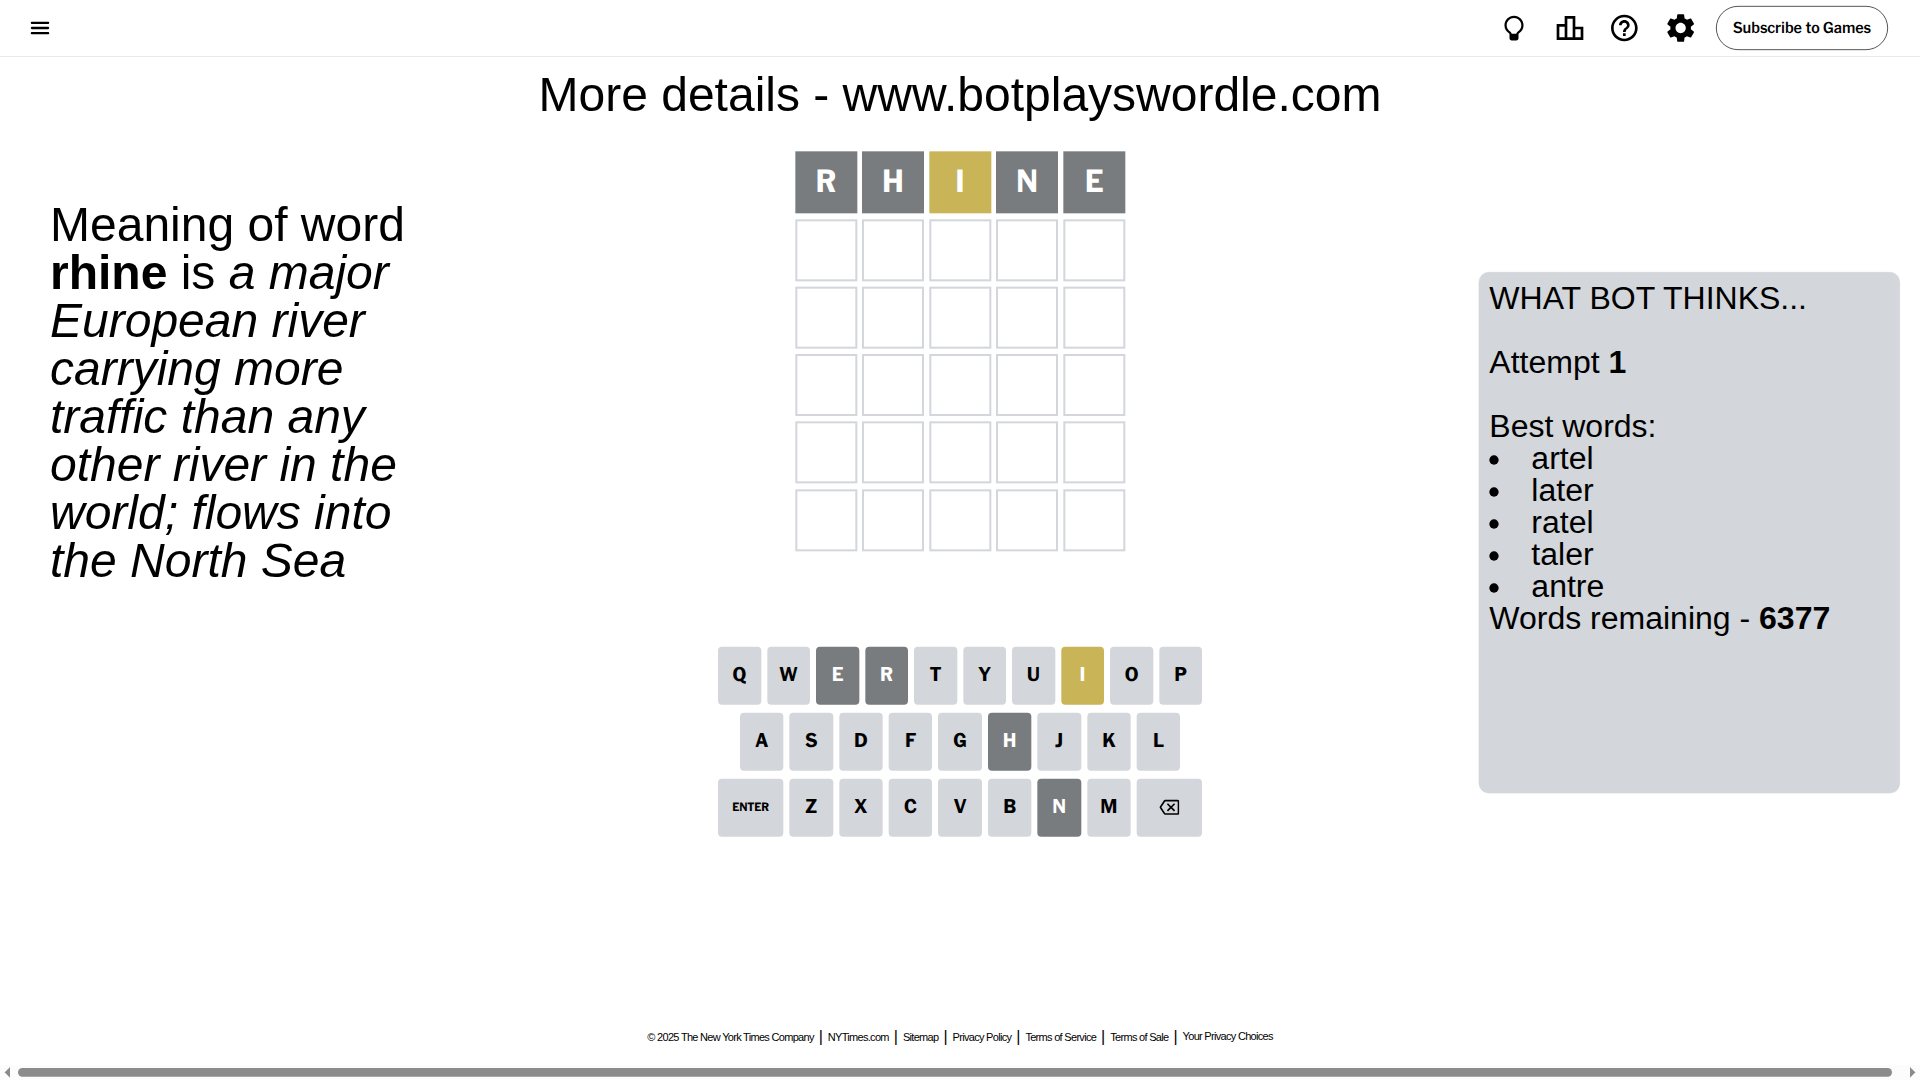 Subscribe to Games
More details - www.botplayswordle.com
R H I N E
Meaning of word
rhine is a major
European river
carrying more
traffic than any
other river in the
world; flows into
the North Sea
WHAT BOT THINKS...
Attempt 1
Best words:
• artel
• later
• ratel
• taler
• antre
Words remaining - 6377
Q W E R T Y U I O P
A S D F G H J K L
ENTER Z X C V B N M
© 2025 The New York Times Company | NYTimes.com | Sitemap | Privacy Policy | Terms of Service | Terms of Sale | Your Privacy Choices